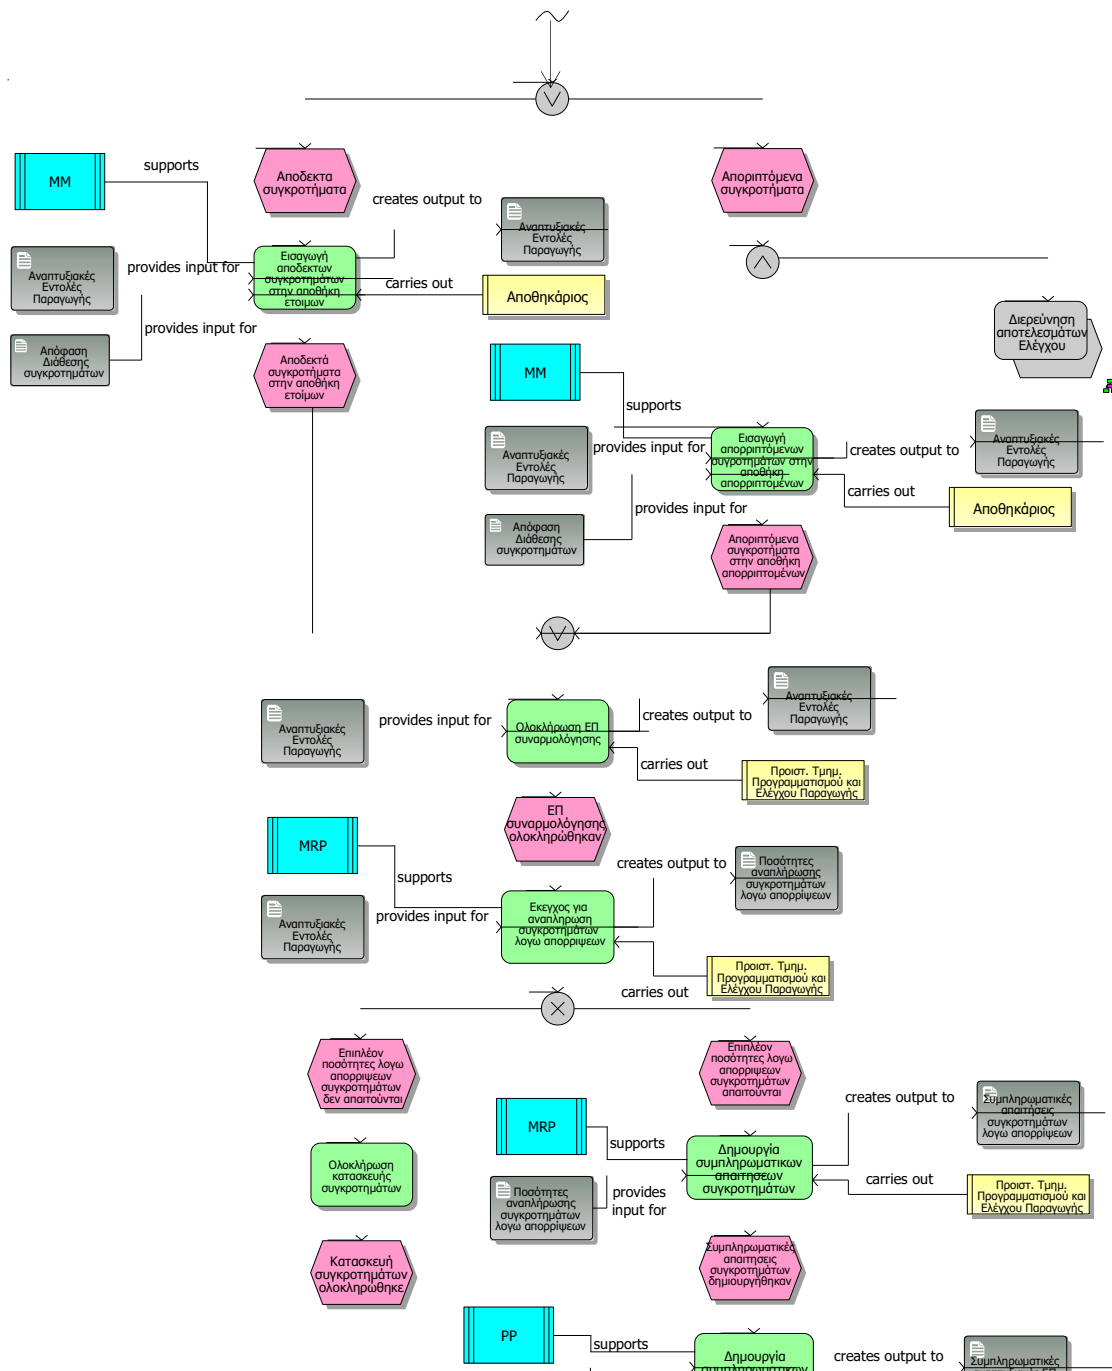 supports
MM
Αποδεκτα
συγκροτήματα
Αποριπτόμενα
συγκροτήματα
creates output to
Αναπτυξιακές
Εντολές
Παραγωγής
Αναπτυξιακές
Εντολές
Παραγωγής
provides input for
Εισαγωγή
αποδεκτων
συγκροτημάτων
στην αποθήκη
ετοιμων
carries out
Αποθηκάριος
provides input for
Απόφαση
Διάθεσης
συγκροτημάτων
Αποδεκτά
συγκροτήματα
στην αποθήκη
ετοίμων
Διερεύνηση
αποτελεσμάτων
Ελέγχου
MM
supports
Αναπτυξιακές
Εντολές
Παραγωγής
provides input for
Εισαγωγή
απορριπτόμενων
συγροτημάτων στην
αποθήκη
απορριπτομένων
creates output to
Αναπτυξιακές
Εντολές
Παραγωγής
carries out
Αποθηκάριος
provides input for
Απόφαση
Διάθεσης
συγκροτημάτων
Αποριπτόμενα
συγκροτήματα
στην αποθήκη
απορριπτομένων
Αναπτυξιακές
Εντολές
Παραγωγής
provides input for
Ολοκλήρωση ΕΠ
συναρμολόγησης
creates output to
Αναπτυξιακές
Εντολές
Παραγωγής
carries out
Προιστ. Τμημ.
Προγραμματισμού και
Ελέγχου Παραγωγής
ΕΠ
συναρμολόγησης
ολοκληρώθηκαν
MRP
supports
creates output to
Ποσότητες
αναπλήρωσης
συγκροτημάτων
λογω απορρίψεων
Αναπτυξιακές
Εντολές
Παραγωγής
provides input for
Εκεγχος για
αναπληρωση
συγκροτημάτων
λογω απορριψεων
carries out
Προιστ. Τμημ.
Προγραμματισμού και
Ελέγχου Παραγωγής
Επιπλέον
ποσότητες λογω
απορριψεων
συγκροτημάτων
δεν απαιτούνται
Επιπλέον
ποσότητες λογω
απορριψεων
συγκροτημάτων
απαιτούνται
MRP
supports
Ολοκλήρωση
κατασκευής
συγκροτημάτων
Δημουργία
συμπληρωματικων
απαιτησεων
συγκροτημάτων
creates output to
Συμπληρωματικές
απαιτήσεις
συγκροτημάτων
λογω απορρίψεων
Ποσότητες
αναπλήρωσης
συγκροτημάτων
λογω απορρίψεων
provides
input for
carries out
Προιστ. Τμημ.
Προγραμματισμού και
Ελέγχου Παραγωγής
Κατασκευή
συγκροτημάτων
ολοκληρώθηκε
Συμπληρωματικές
απαιτησεις
συγκροτημάτων
δημιουργήθηκαν
PP
supports
Δημουργία
συμπληρωματικων
creates output to
Συμπληρωματικές